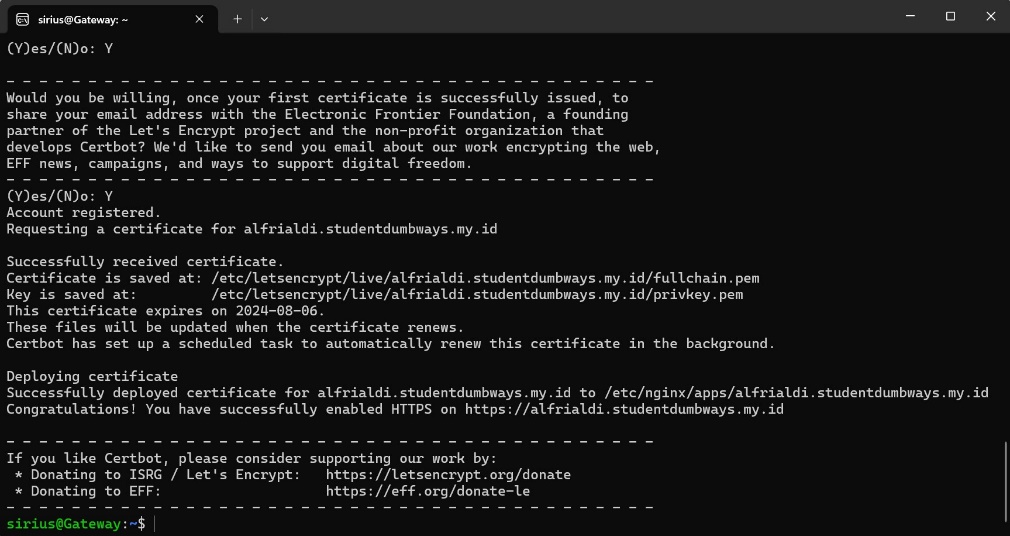 sirius@Gateway: ~
(Y)es/(N)o: Y
- - - - - - - - - - - - - - - - - - - - - - - - - - - - - - - - - - - - - - - -
Would you be willing, once your first certificate is successfully issued, to
share your email address with the Electronic Frontier Foundation, a founding
partner of the Let's Encrypt project and the non-profit organization that
develops Certbot? We'd like to send you email about our work encrypting the web,
EFF news, campaigns, and ways to support digital freedom.
- - - - - - - - - - - - - - - - - - - - - - - - - - - - - - - - - - - - - - - -
(Y)es/(N)o: Y
Account registered.
Requesting a certificate for alfrialdi.studentdumbways.my.id
Successfully received certificate.
Certificate is saved at: /etc/letsencrypt/live/alfrialdi.studentdumbways.my.id/fullchain.pem
Key is saved at:         /etc/letsencrypt/live/alfrialdi.studentdumbways.my.id/privkey.pem
This certificate expires on 2024-08-06.
These files will be updated when the certificate renews.
Certbot has set up a scheduled task to automatically renew this certificate in the background.
Deploying certificate
Successfully deployed certificate for alfrialdi.studentdumbways.my.id to /etc/nginx/apps/alfrialdi.studentdumbways.my.id
Congratulations! You have successfully enabled HTTPS on https://alfrialdi.studentdumbways.my.id
- - - - - - - - - - - - - - - - - - - - - - - - - - - - - - - - - - - - - - - -
If you like Certbot, please consider supporting our work by:
 * Donating to ISRG / Let's Encrypt:   https://letsencrypt.org/donate
 * Donating to EFF:                    https://eff.org/donate-le
- - - - - - - - - - - - - - - - - - - - - - - - - - - - - - - - - - - - - - - -
sirius@Gateway:~$